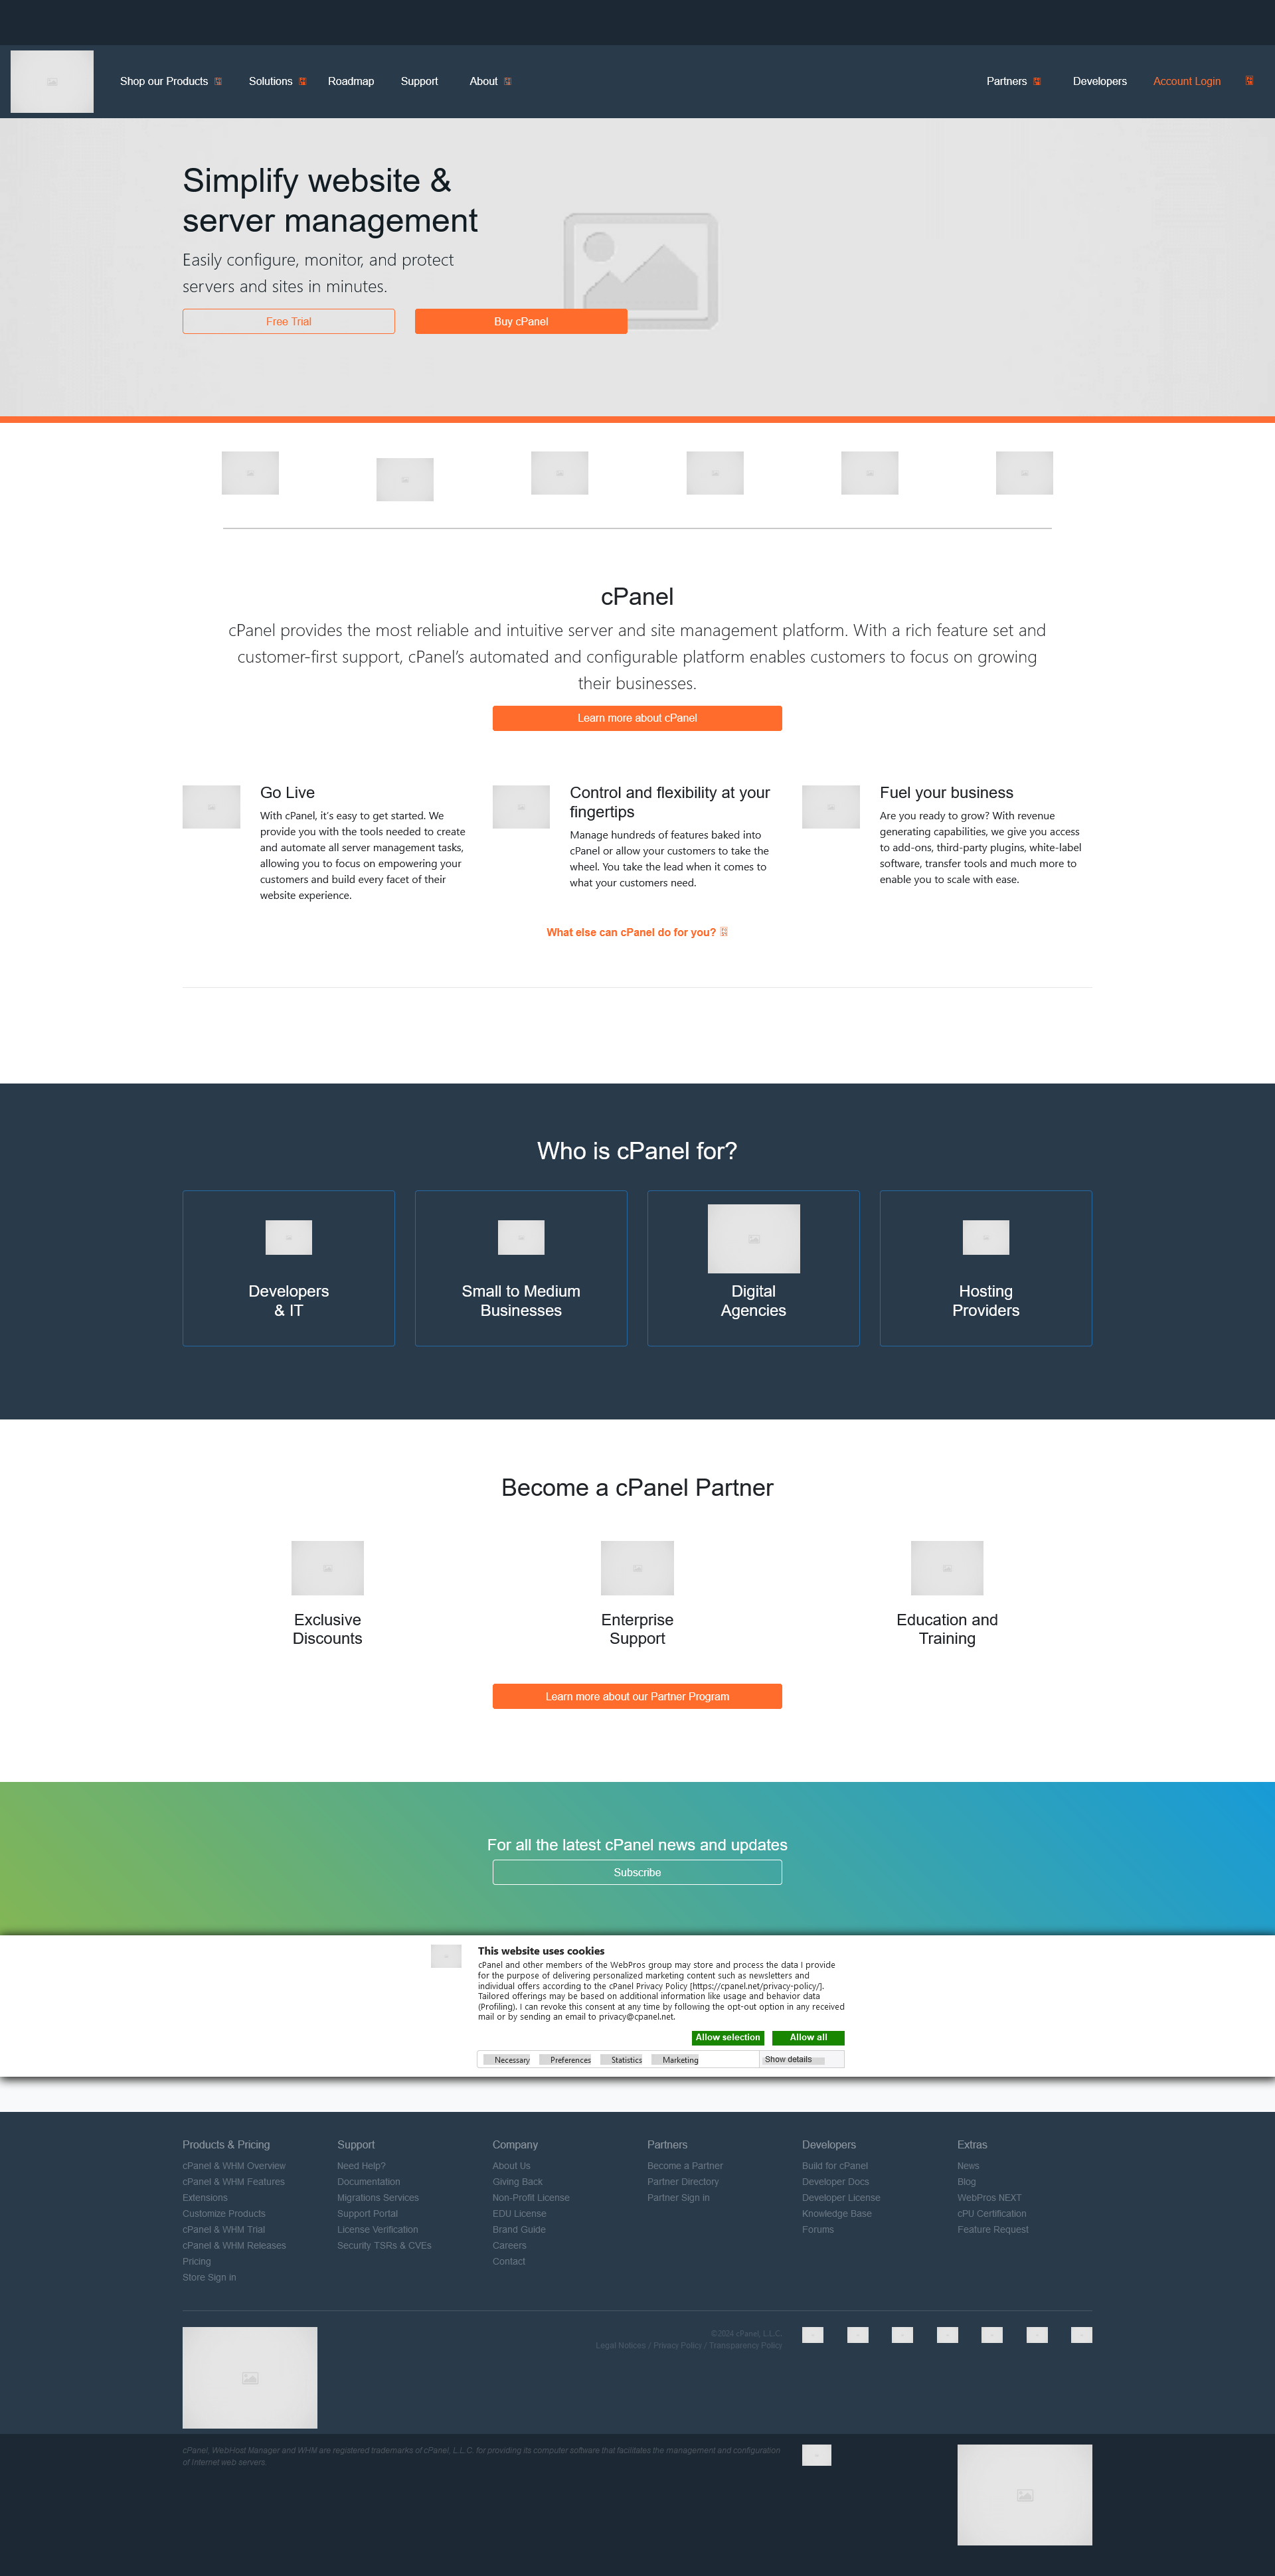 Shop our Products
Solutions
Roadmap
Support
About
Partners
Developers
Account Login
Simplify website &
server management
Easily configure, monitor, and protect
servers and sites in minutes.
Free Trial
Buy cPanel
cPanel
cPanel provides the most reliable and intuitive server and site management platform. With a rich feature set and
customer-first support, cPanel’s automated and configurable platform enables customers to focus on growing
their businesses.
Learn more about cPanel
Go Live
With cPanel, it’s easy to get started. We
provide you with the tools needed to create
and automate all server management tasks,
allowing you to focus on empowering your
customers and build every facet of their
website experience.
Control and flexibility at your
fingertips
Manage hundreds of features baked into
cPanel or allow your customers to take the
wheel. You take the lead when it comes to
what your customers need.
Fuel your business
Are you ready to grow? With revenue
generating capabilities, we give you access
to add-ons, third-party plugins, white-label
software, transfer tools and much more to
enable you to scale with ease.
What else can cPanel do for you?
Who is cPanel for?
Developers
& IT
Small to Medium
Businesses
Digital
Agencies
Hosting
Providers
Become a cPanel Partner
Exclusive
Discounts
Enterprise
Support
Education and
Training
Learn more about our Partner Program
For all the latest cPanel news and updates
Subscribe
This website uses cookies
cPanel and other members of the WebPros group may store and process the data I provide
for the purpose of delivering personalized marketing content such as newsletters and
individual offers according to the cPanel Privacy Policy [https://cpanel.net/privacy-policy/].
Tailored offerings may be based on additional information like usage and behavior data
(Profiling). I can revoke this consent at any time by following the opt-out option in any received
mail or by sending an email to privacy@cpanel.net.
Allow selection
Allow all
Necessary
Preferences
Statistics
Marketing
Show details
Products & Pricing
cPanel & WHM Overview
cPanel & WHM Features
Extensions
Customize Products
cPanel & WHM Trial
cPanel & WHM Releases
Pricing
Store Sign in
Support
Need Help?
Documentation
Migrations Services
Support Portal
License Verification
Security TSRs & CVEs
Company
About Us
Giving Back
Non-Profit License
EDU License
Brand Guide
Careers
Contact
Partners
Become a Partner
Partner Directory
Partner Sign in
Developers
Build for cPanel
Developer Docs
Developer License
Knowledge Base
Forums
Extras
News
Blog
WebPros NEXT
cPU Certification
Feature Request
©2024 cPanel, L.L.C.
Legal Notices / Privacy Policy / Transparency Policy
cPanel, WebHost Manager and WHM are registered trademarks of cPanel, L.L.C. for providing its computer software that facilitates the management and configuration
of Internet web servers.